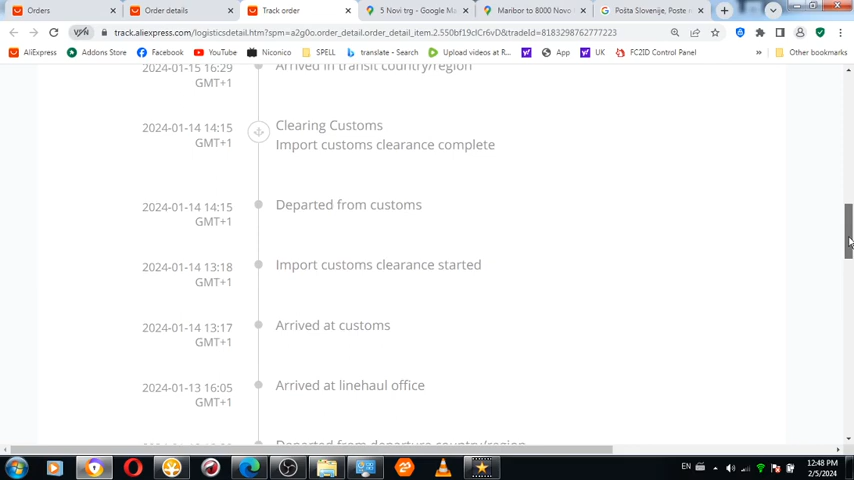 Orders
Order details
Track order
5 Novi trg - Google Ma
Maribor to 8000 Novo
Pošta Slovenije, Poste r
VPN
track.aliexpress.com/logisticsdetail.htm?spm=a2g0o.order_detail.order_detail_item.2.550bf19clCr6vD&tradeId=8183298762777223
AliExpress
Addons Store
Facebook
YouTube
Niconico
SPELL
translate - Search
Upload videos at R...
App
UK
FC2ID Control Panel
»
Other bookmarks
2024-01-15 16:29
GMT+1
Arrived in transit country/region
2024-01-14 14:15
GMT+1
Clearing Customs
Import customs clearance complete
2024-01-14 14:15
GMT+1
Departed from customs
2024-01-14 13:18
GMT+1
Import customs clearance started
2024-01-14 13:17
GMT+1
Arrived at customs
2024-01-13 16:05
GMT+1
Arrived at linehaul office
Departed from departure country/region
EN
12:48 PM
2/5/2024